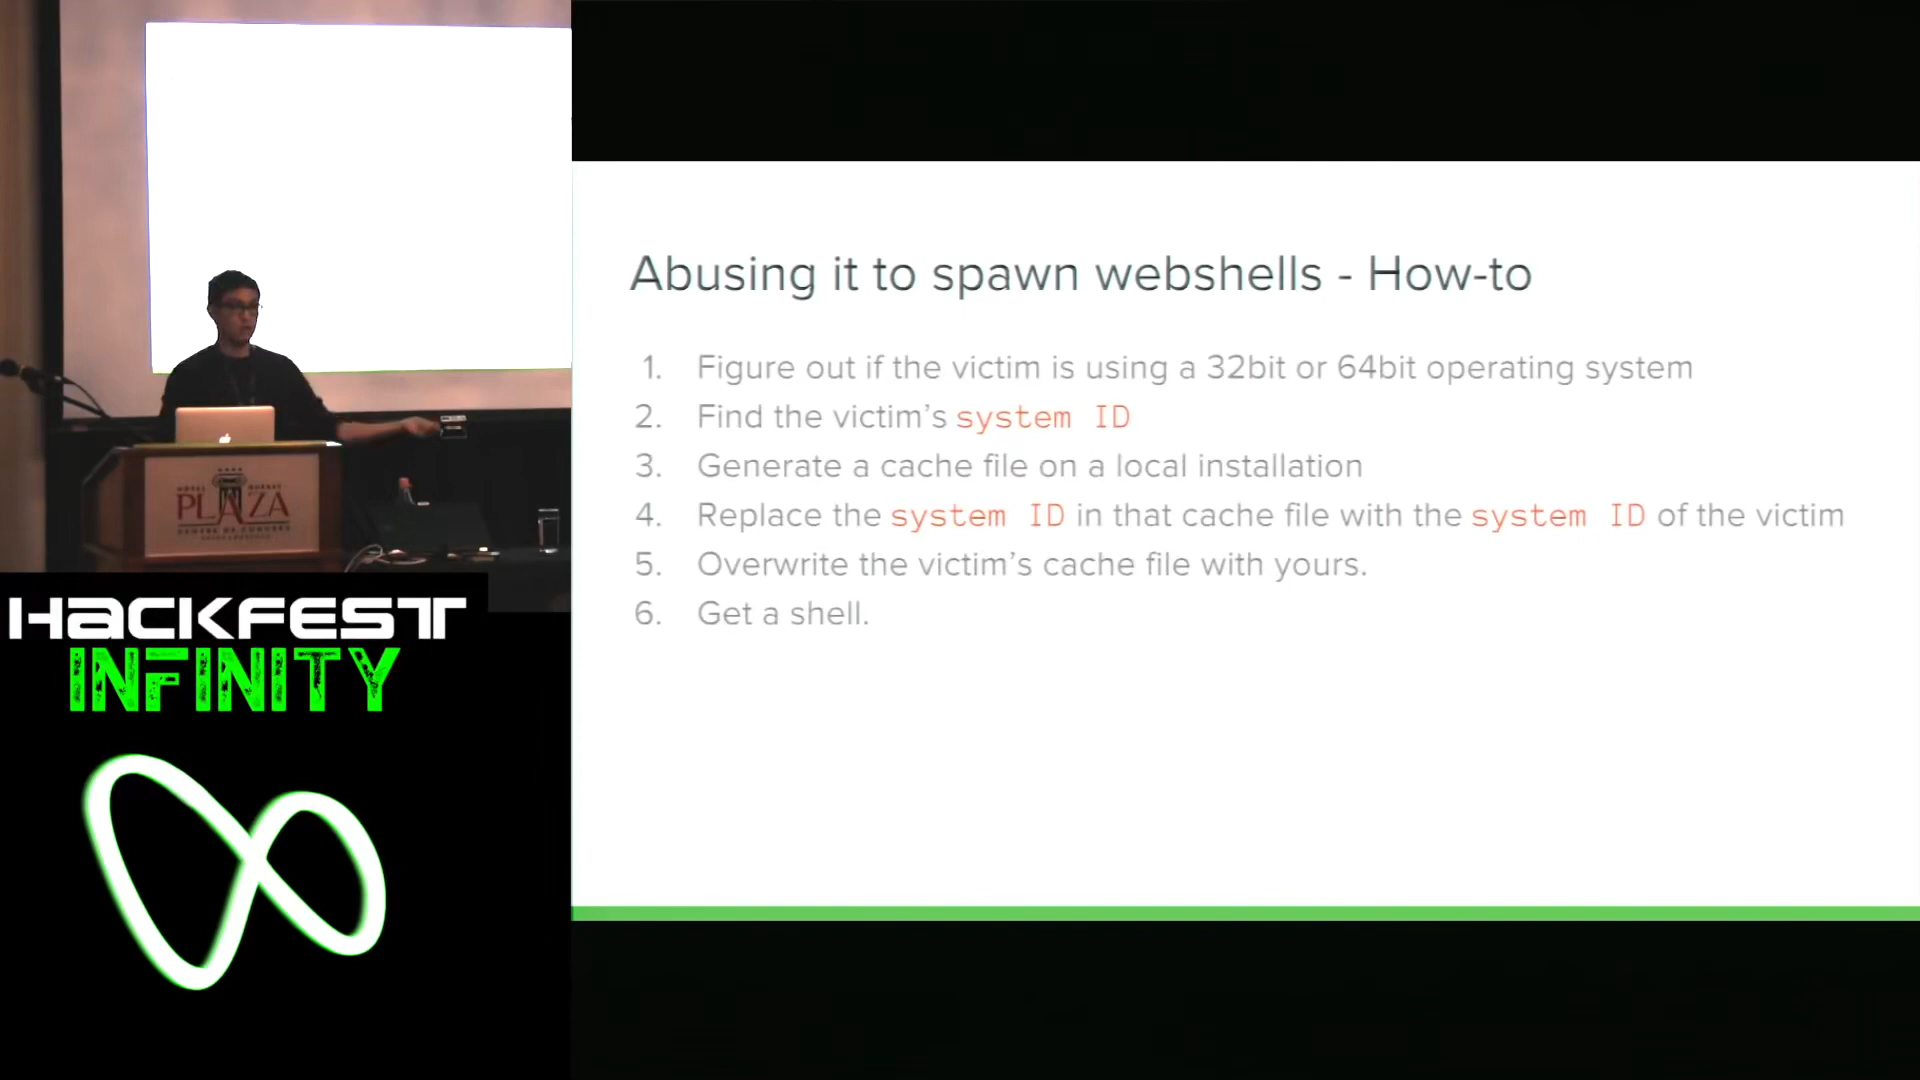 Abusing it to spawn webshells - How-to
1. Figure out if the victim is using a 32bit or 64bit operating system
2. Find the victim's system ID
3. Generate a cache file on a local installation
4. Replace the system ID in that cache file with the system ID of the victim
5. Overwrite the victim's cache file with yours.
6. Get a shell.
PLAZA
HACKFEST
INFINITY